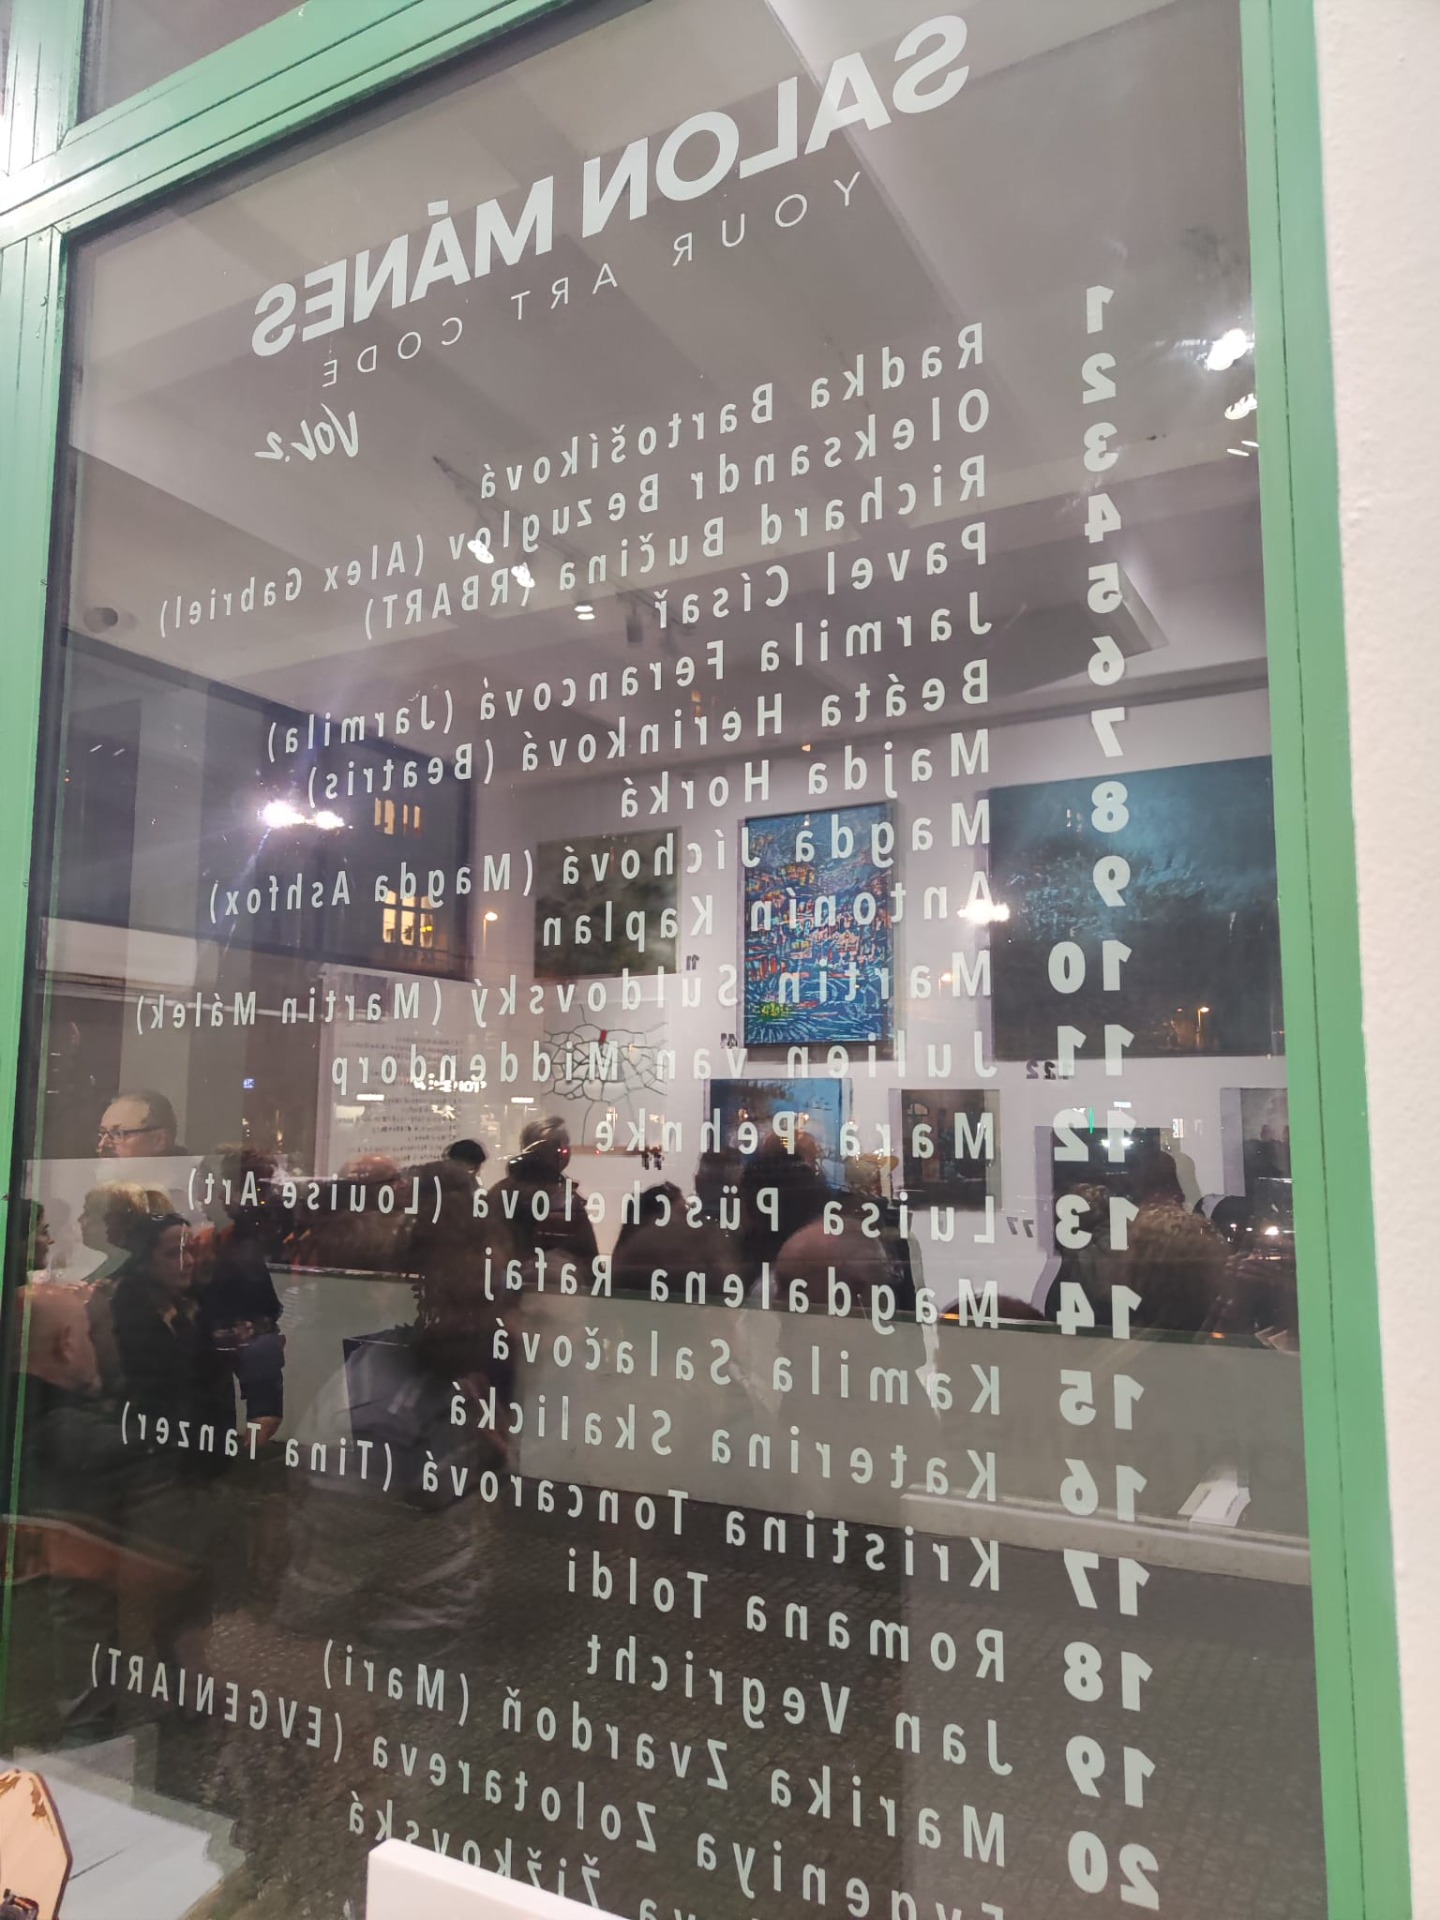 SALON MÁNES
YOUR ART CODE
Vol.2
1 Radka Bartošíková
2 Oleksandr Bezuglov (Alex Gabriel)
3 Richard Bučina (RBART)
4 Pavel Císař
5 Jarmila Ferancová (Jarmila)
6 Beáta Herinková (Beatris)
7 Majda Horká
8 Magda Jíchová (Magda Ashfox)
9 Antonín Kaplan
10 Martin Suldovský (Martin Málek)
11 Julien van Middendorp
12 Mara Pehnke
13 Luisa Püschelová (Louise Art)
14 Magdalena Rafaj
15 Kamila Salačová
16 Katerina Skalická
17 Kristina Toncarová (Tina Tanzer)
18 Romana Toldi
19 Jan Vegricht
20 Marika Zvardoň (Mari)
Evgeniya Zolotareva (EVGENIART)
Žižkovská